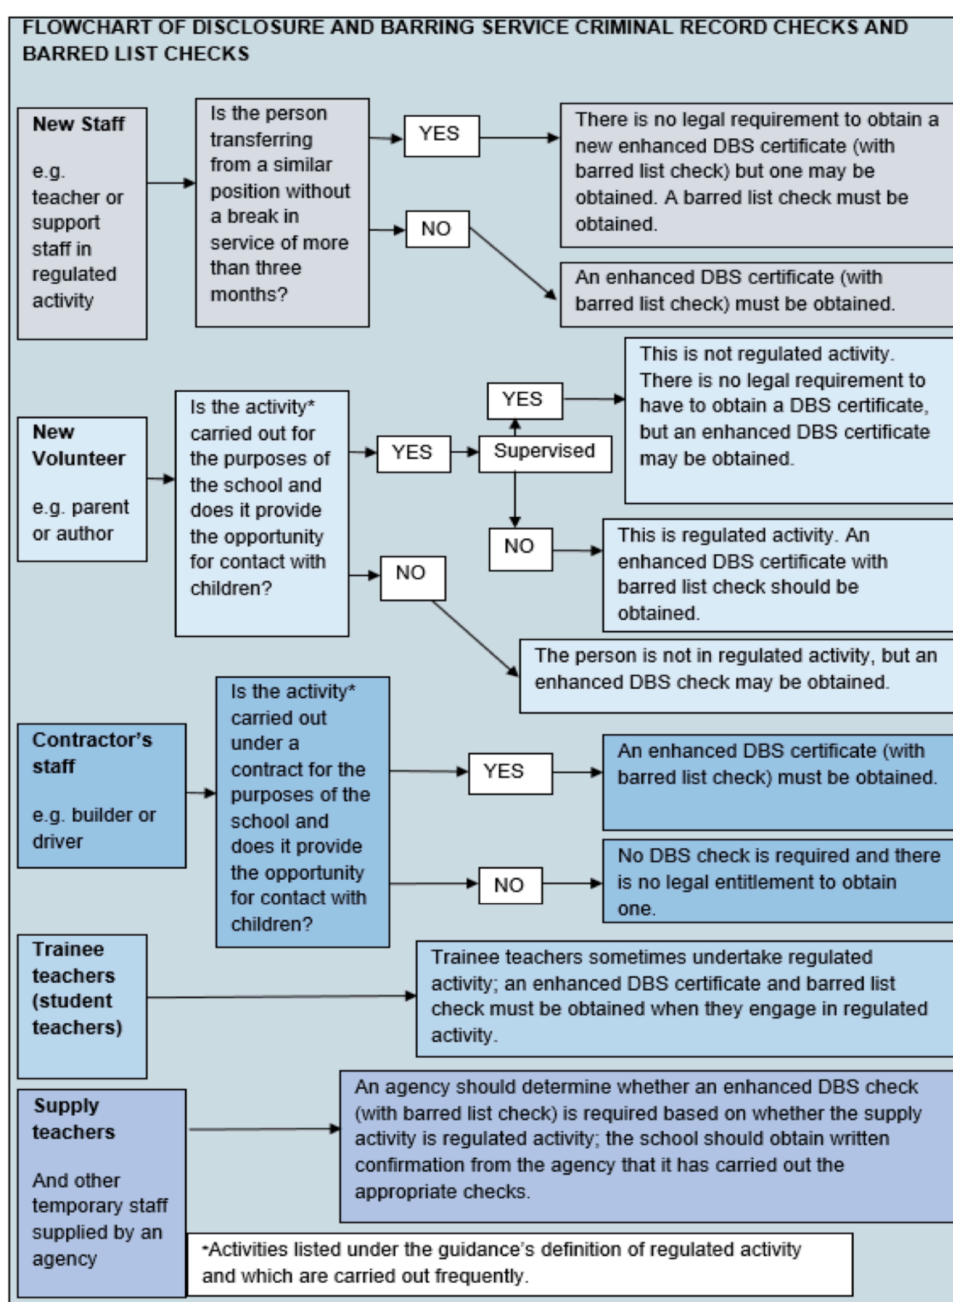 FLOWCHART OF DISCLOSURE AND BARRING SERVICE CRIMINAL RECORD CHECKS AND
BARRED LIST CHECKS
New Staff
e.g.
teacher or
support
staff in
regulated
activity
Is the person
transferring
from a similar
position without
a break in
service of more
than three
months?
YES
There is no legal requirement to obtain a
new enhanced DBS certificate (with
barred list check) but one may be
obtained. A barred list check must be
obtained.
NO
An enhanced DBS certificate (with
barred list check) must be obtained.
New
Volunteer
e.g. parent
or author
Is the activity*
carried out for
the purposes of
the school and
does it provide
the opportunity
for contact with
children?
YES
Supervised
YES
This is not regulated activity.
There is no legal requirement to
have to obtain a DBS certificate,
but an enhanced DBS certificate
may be obtained.
NO
This is regulated activity. An
enhanced DBS certificate with
barred list check should be
obtained.
NO
The person is not in regulated activity, but an
enhanced DBS check may be obtained.
Contractor's
staff
e.g. builder or
driver
Is the activity*
carried out
under a
contract for the
purposes of the
school and
does it provide
the opportunity
for contact with
children?
YES
An enhanced DBS certificate (with
barred list check) must be obtained.
NO
No DBS check is required and there
is no legal entitlement to obtain
one.
Trainee
teachers
(student
teachers)
Trainee teachers sometimes undertake regulated
activity; an enhanced DBS certificate and barred list
check must be obtained when they engage in regulated
activity.
Supply
teachers
And other
temporary staff
supplied by an
agency
An agency should determine whether an enhanced DBS check
(with barred list check) is required based on whether the supply
activity is regulated activity; the school should obtain written
confirmation from the agency that it has carried out the
appropriate checks.
*Activities listed under the guidance's definition of regulated activity
and which are carried out frequently.